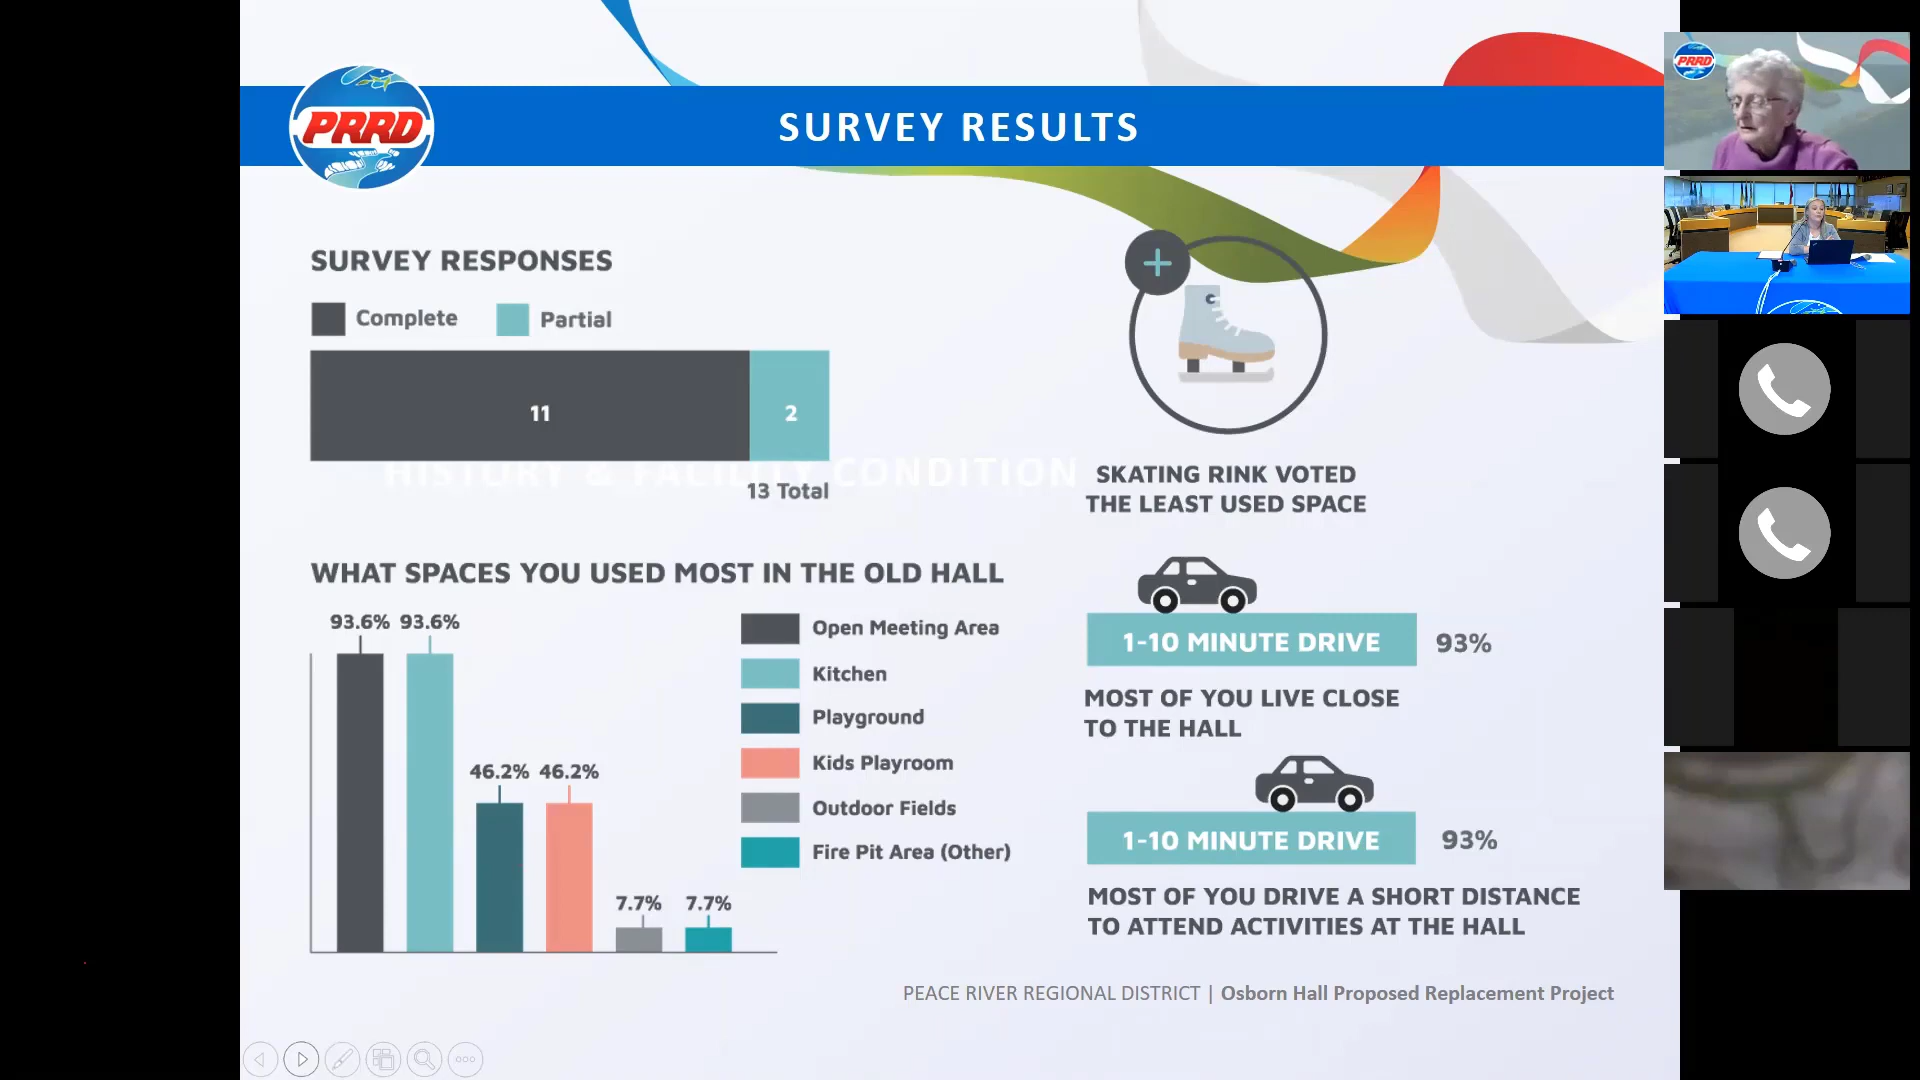 PRRD
SURVEY RESULTS
SURVEY RESPONSES
Complete
Partial
11
2
HISTORY & FACILITY CONDITION
13 Total
SKATING RINK VOTED
THE LEAST USED SPACE
WHAT SPACES YOU USED MOST IN THE OLD HALL
93.6% 93.6%
46.2% 46.2%
7.7% 7.7%
Open Meeting Area
Kitchen
Playground
Kids Playroom
Outdoor Fields
Fire Pit Area (Other)
1-10 MINUTE DRIVE 93%
MOST OF YOU LIVE CLOSE
TO THE HALL
1-10 MINUTE DRIVE 93%
MOST OF YOU DRIVE A SHORT DISTANCE
TO ATTEND ACTIVITIES AT THE HALL
PEACE RIVER REGIONAL DISTRICT | Osborn Hall Proposed Replacement Project
PRRD